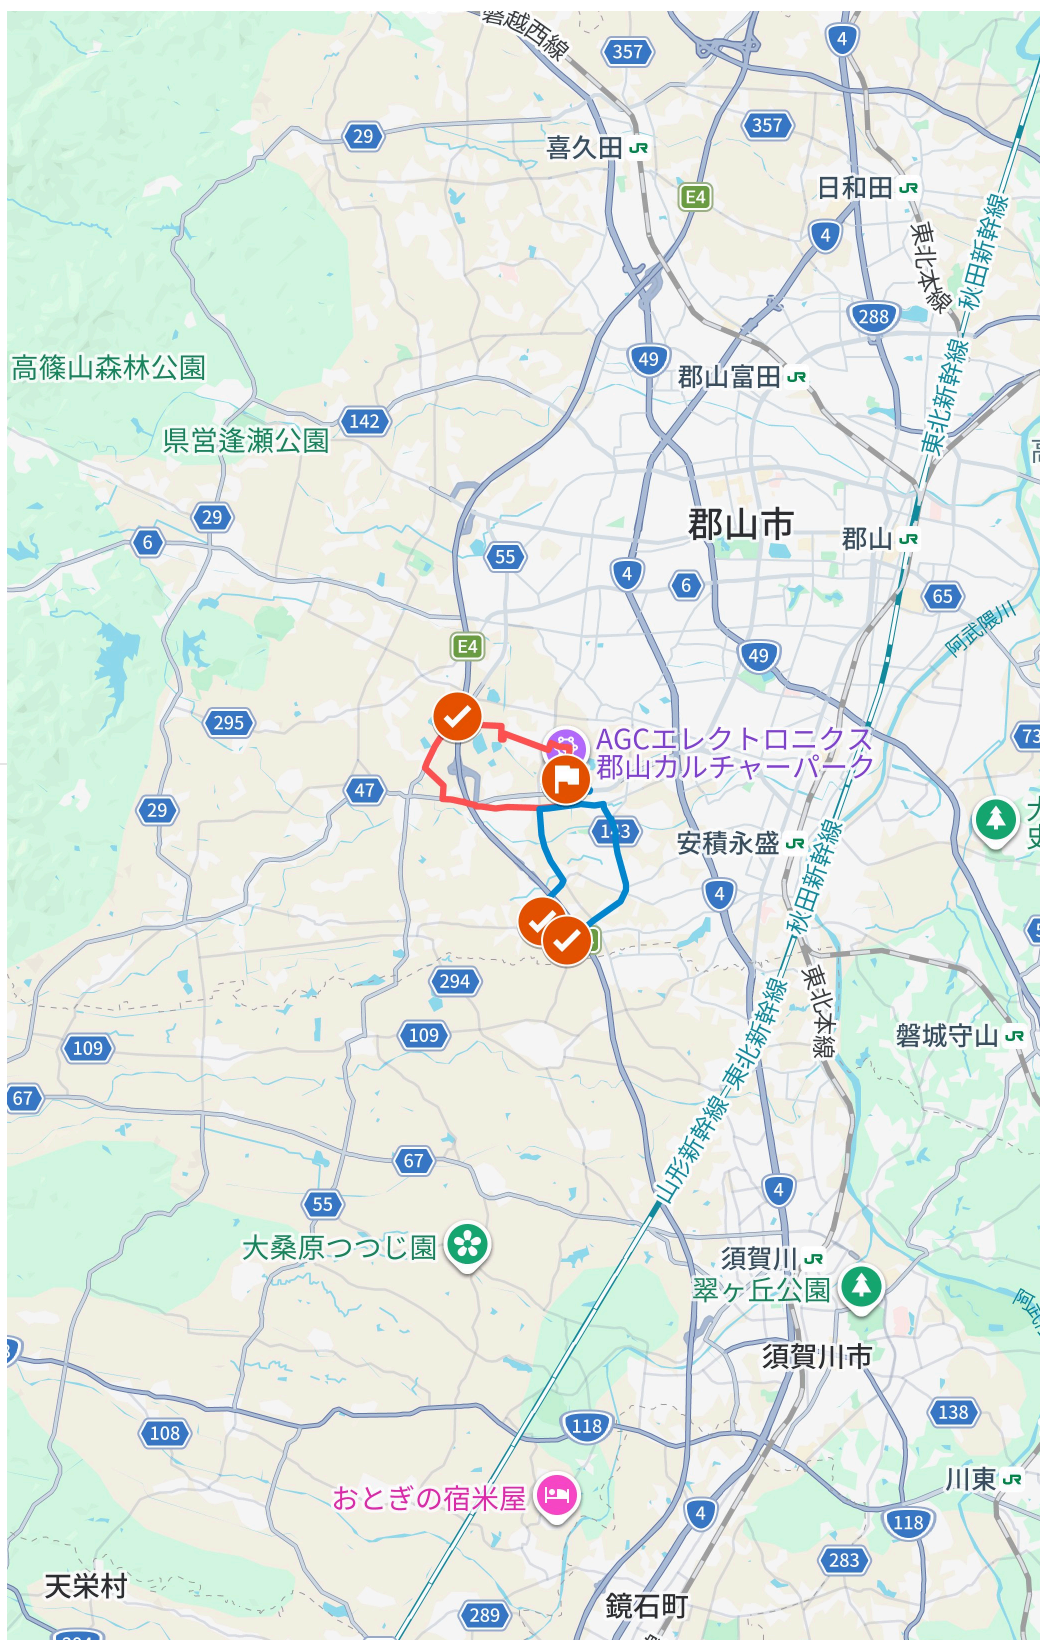 磐越西線
357
4
29
357
喜久田
日和田
E4
4
東北本線
秋田新幹線
288
49
高篠山森林公園
郡山富田
東北新幹線
142
県営逢瀬公園
29
郡山市
6
郡山
55
4
6
65
阿武隈川
E4
49
295
AGCエレクトロニクス
郡山カルチャーパーク
73
47
29
143
安積永盛
秋田新幹線
4
294
東北本線
109
109
磐城守山
東北新幹線
67
山形新幹線
67
4
55
大桑原つつじ園
須賀川
翠ヶ丘公園
須賀川市
118
138
108
おとぎの宿米屋
川東
4
118
283
天栄村
鏡石町
289